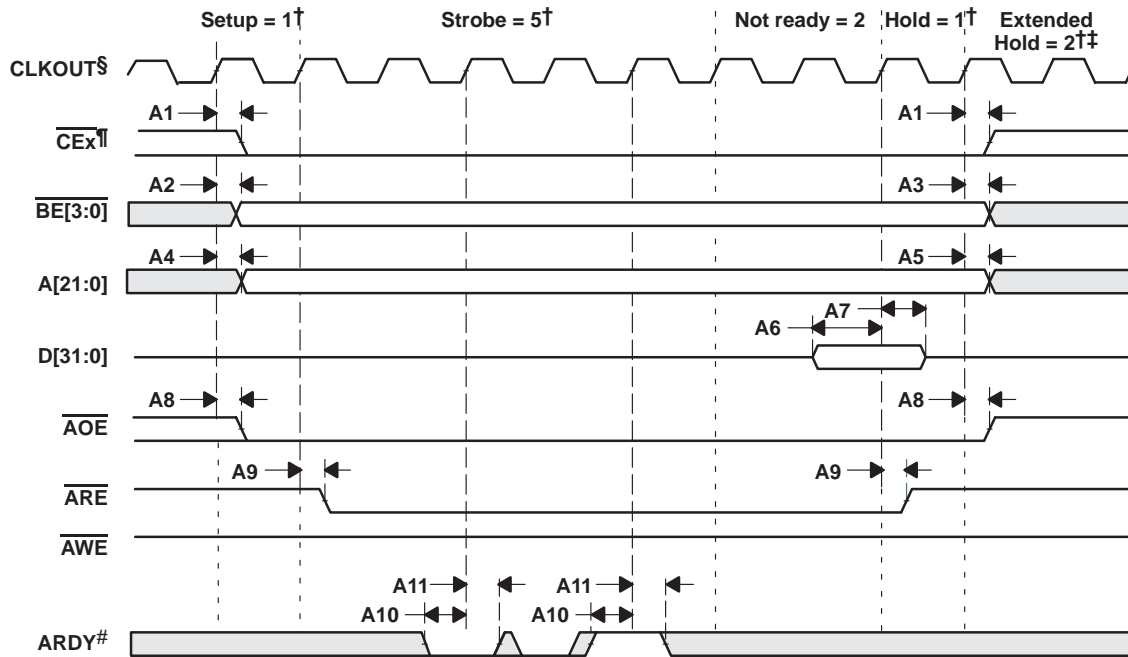 Setup = 1† Strobe = 5† Not ready = 2 Hold = 1† Extended
Hold = 2†‡
CLKOUT§
A1 A1
CEx¶
A2 A3
BE[3:0]
A4 A5
A[21:0]
A7
A6
D[31:0]
A8 A8
AOE
A9 A9
ARE
AWE
A11 A11
A10 A10
ARDY#